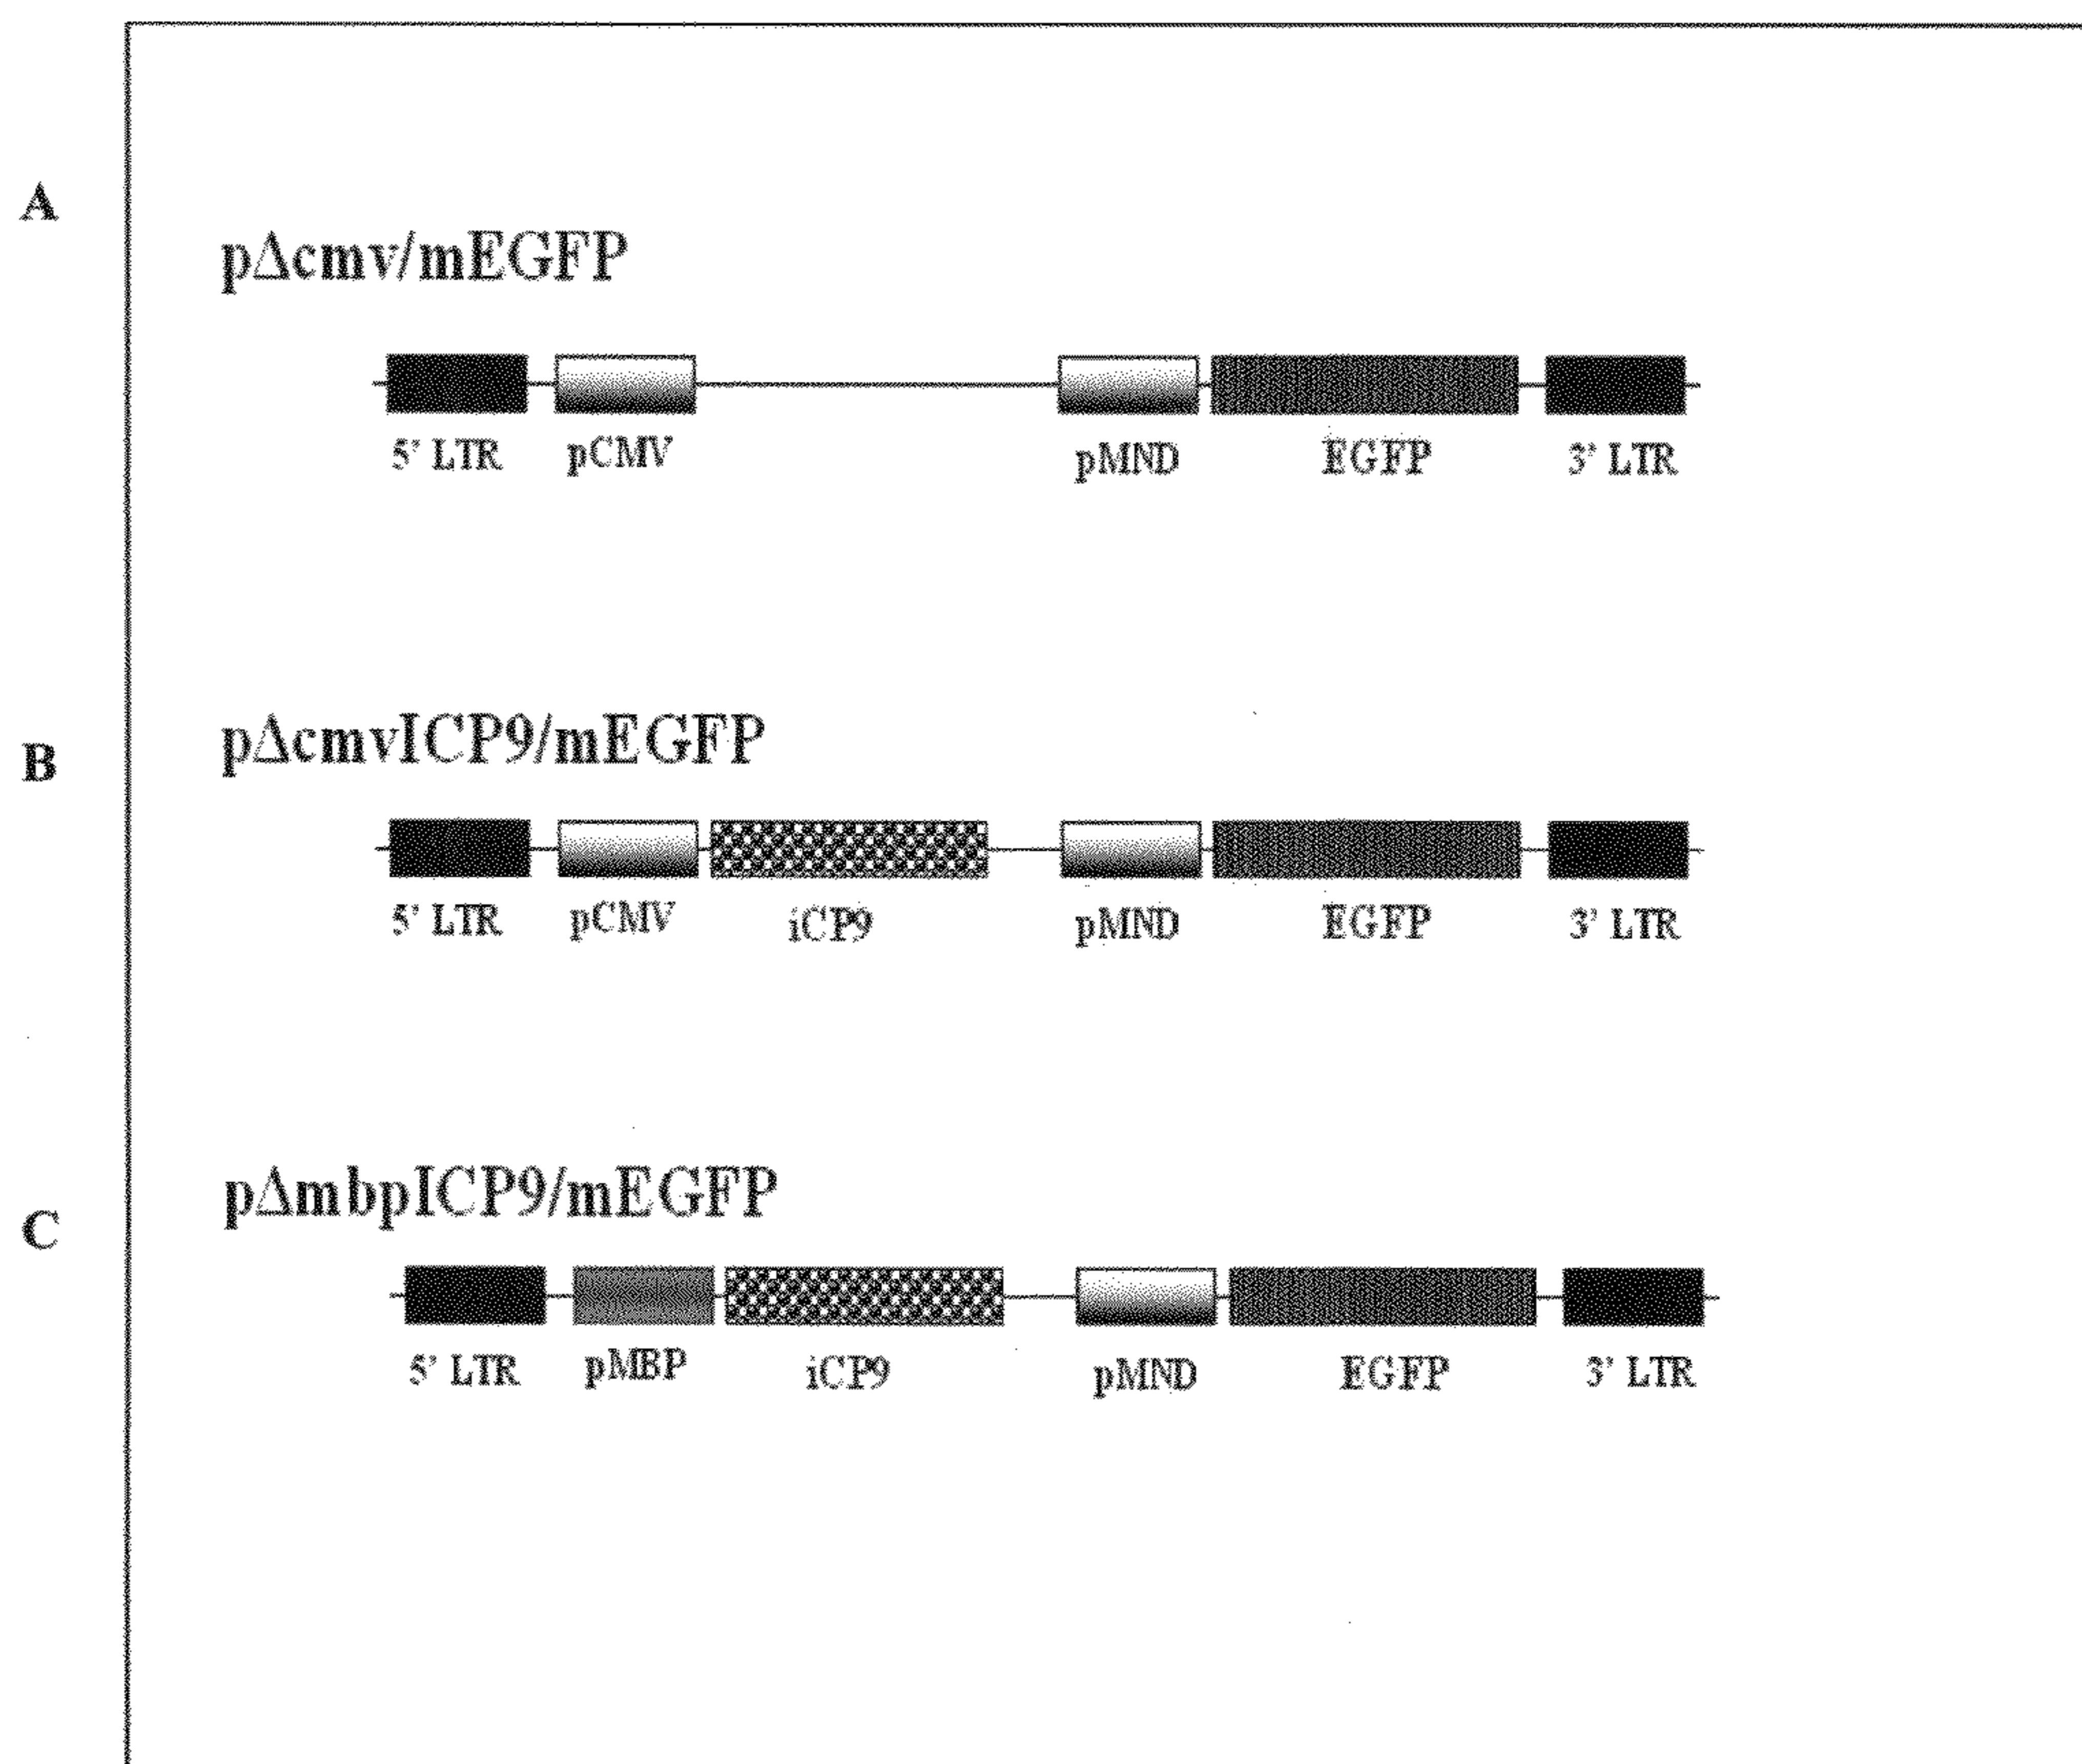 A
pΔcmv/mEGFP
5' LTR pCMV pMND EGFP 3' LTR
B
pΔcmvICP9/mEGFP
5' LTR pCMV iCP9 pMND EGFP 3' LTR
C
pΔmbpICP9/mEGFP
5' LTR pMBP iCP9 pMND EGFP 3' LTR